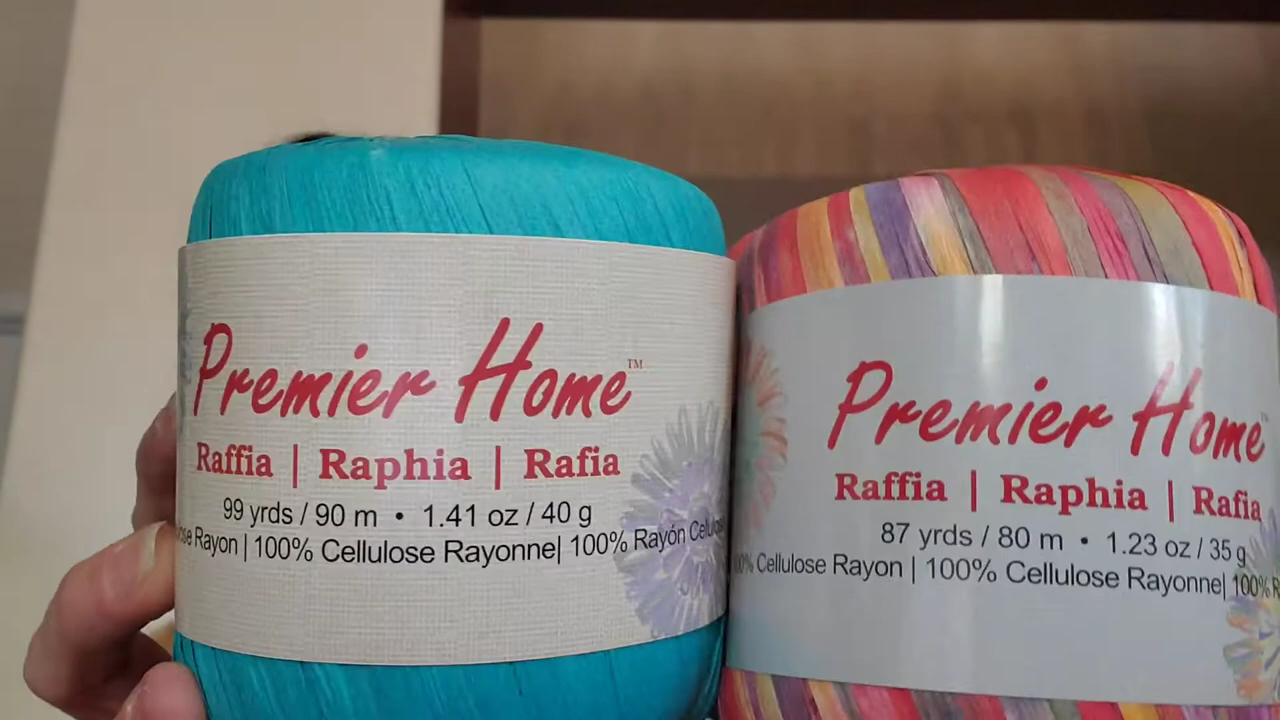 Premier Home™
Raffia | Raphia | Rafia
99 yrds / 90 m • 1.41 oz / 40 g
Rayon | 100% Cellulose Rayonne| 100% Rayón
Premier Home™
Raffia | Raphia | Rafia
87 yrds / 80 m • 1.23 oz / 35 g
Cellulose Rayon | 100% Cellulose Rayonne| 100%